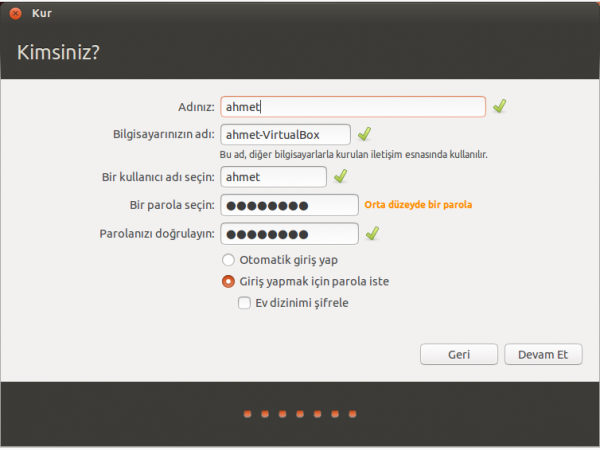 Kur
Kimsiniz?
Adınız: ahmet
Bilgisayarınızın adı: ahmet-VirtualBox
Bu ad, diğer bilgisayarlarla kurulan iletişim esnasında kullanılır.
Bir kullanıcı adı seçin: ahmet
Bir parola seçin: ●●●●●●●● Orta düzeyde bir parola
Parolanızı doğrulayın: ●●●●●●●●
Otomatik giriş yap
Giriş yapmak için parola iste
Ev dizinimi şifrele
Geri Devam Et